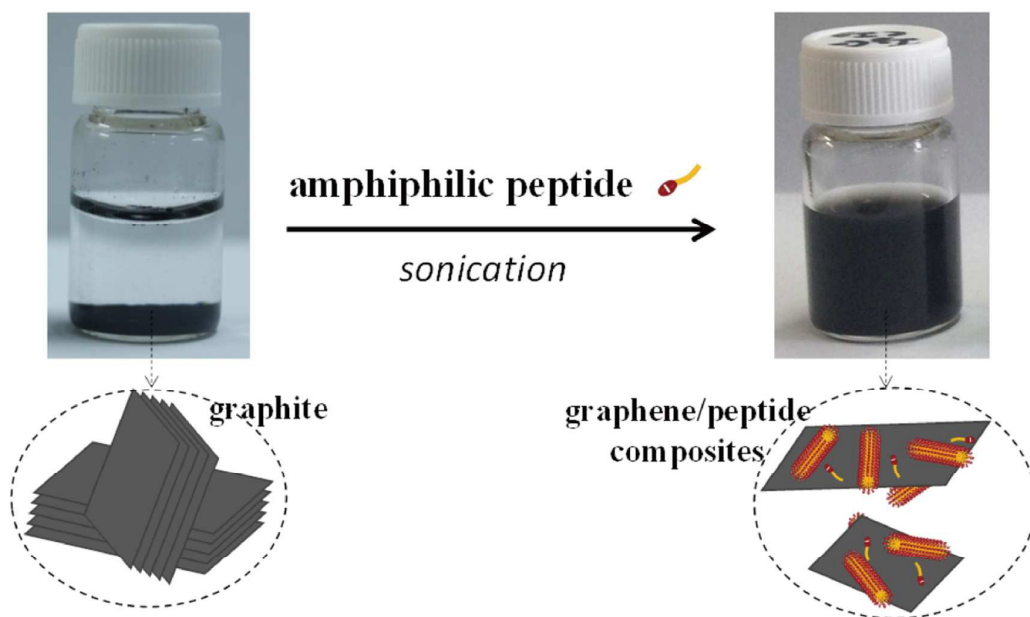 amphiphilic peptide
sonication
graphite
graphene/peptide
composites